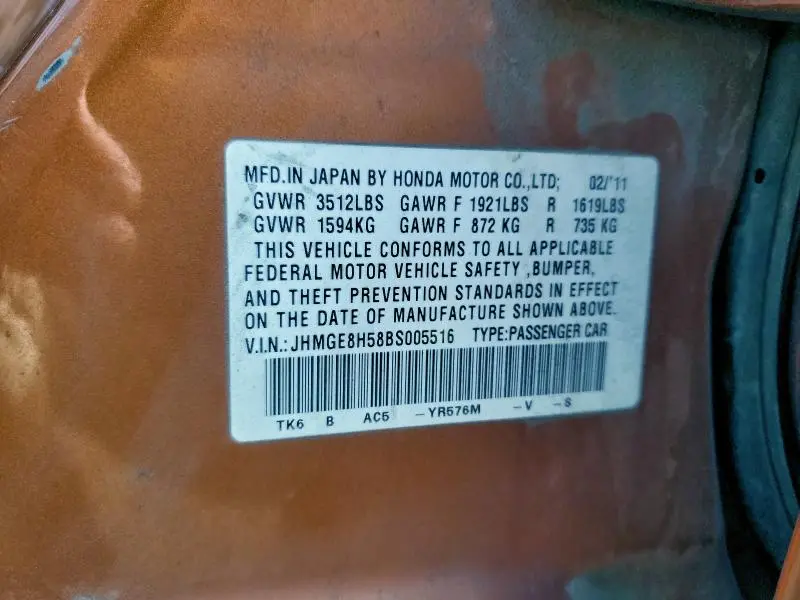 MFD.IN JAPAN BY HONDA MOTOR CO.,LTD; 02/'11
GVWR 3512LBS GAWR F 1921LBS R 1619LBS
GVWR 1594KG GAWR F 872 KG R 735 KG
THIS VEHICLE CONFORMS TO ALL APPLICABLE
FEDERAL MOTOR VEHICLE SAFETY ,BUMPER,
AND THEFT PREVENTION STANDARDS IN EFFECT
ON THE DATE OF MANUFACTURE SHOWN ABOVE.
V.I.N.: JHMGE8H58BS005516 TYPE:PASSENGER CAR
TK6 B AC5 -YR576M -V -S